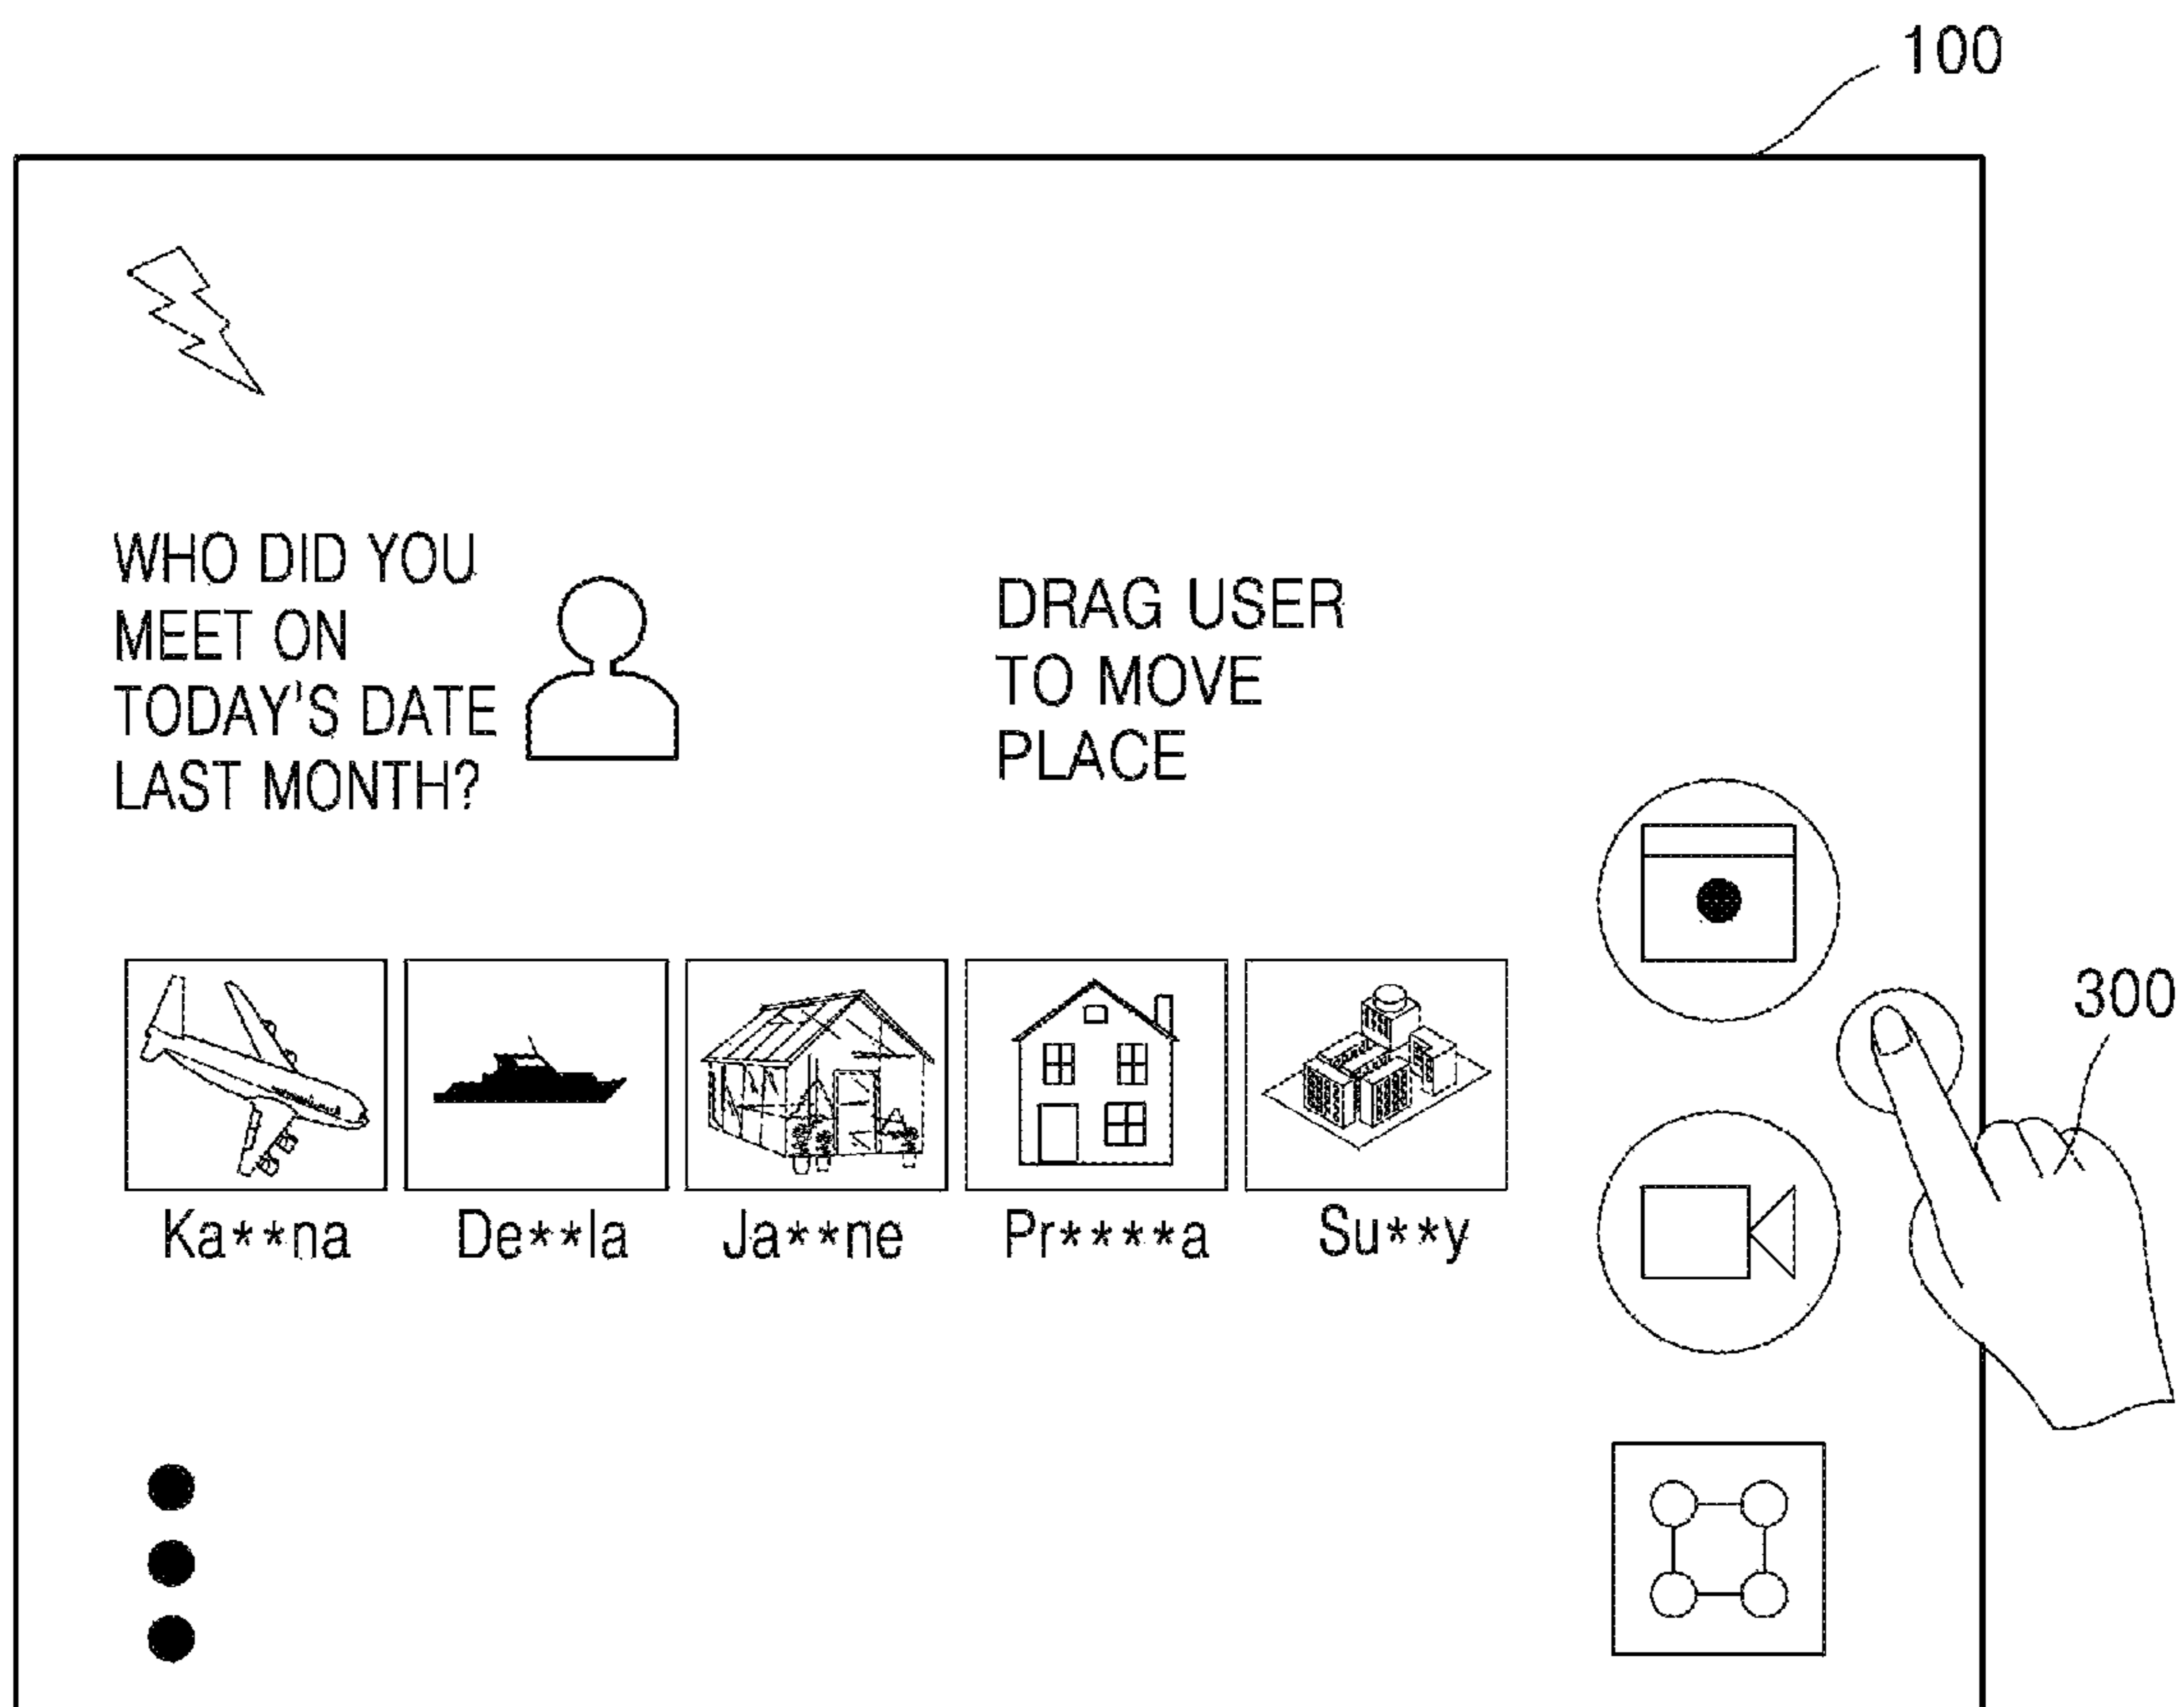 100
WHO DID YOU
MEET ON
TODAY'S DATE
LAST MONTH?
DRAG USER
TO MOVE
PLACE
300
Ka**na
De**la
Ja**ne
Pr****a
Su**y